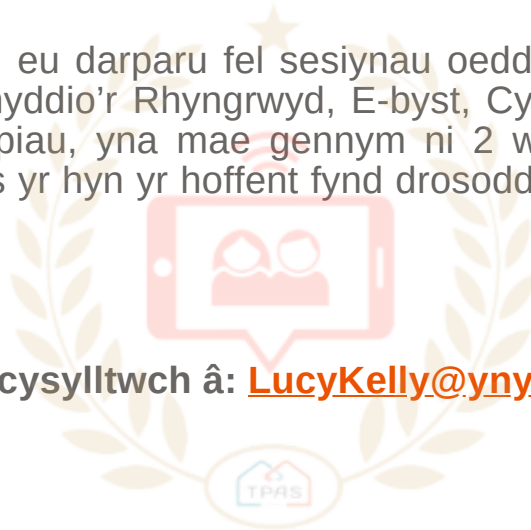 eu darparu fel sesiynau oedd
yddio’r Rhyngrwyd, E-byst, Cy
piau, yna mae gennym ni 2 w
s yr hyn yr hoffent fynd drosodd
cysylltwch â: LucyKelly@yny
TPAS